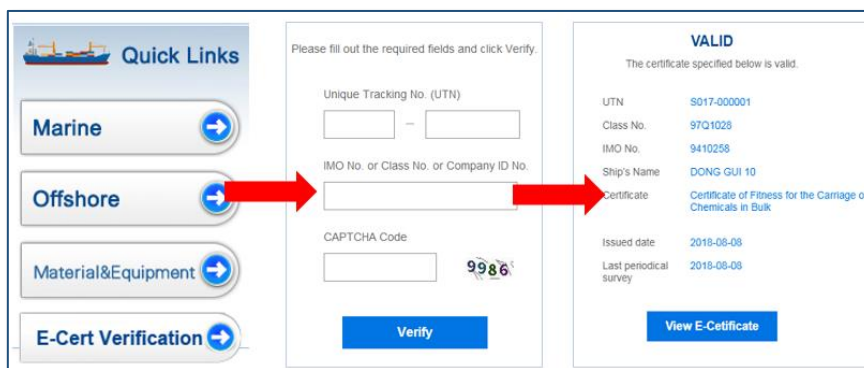 Quick Links
Marine
Offshore
Material&Equipment
E-Cert Verification
Please fill out the required fields and click Verify.
Unique Tracking No. (UTN)
–
IMO No. or Class No. or Company ID No.
CAPTCHA Code
9986
Verify
VALID
The certificate specified below is valid.
UTN S017-000001
Class No. 97Q1028
IMO No. 9410258
Ship's Name DONG GUI 10
Certificate Certificate of Fitness for the Carriage o
Chemicals in Bulk
Issued date 2018-08-08
Last periodical 2018-08-08
survey
View E-Cetificate